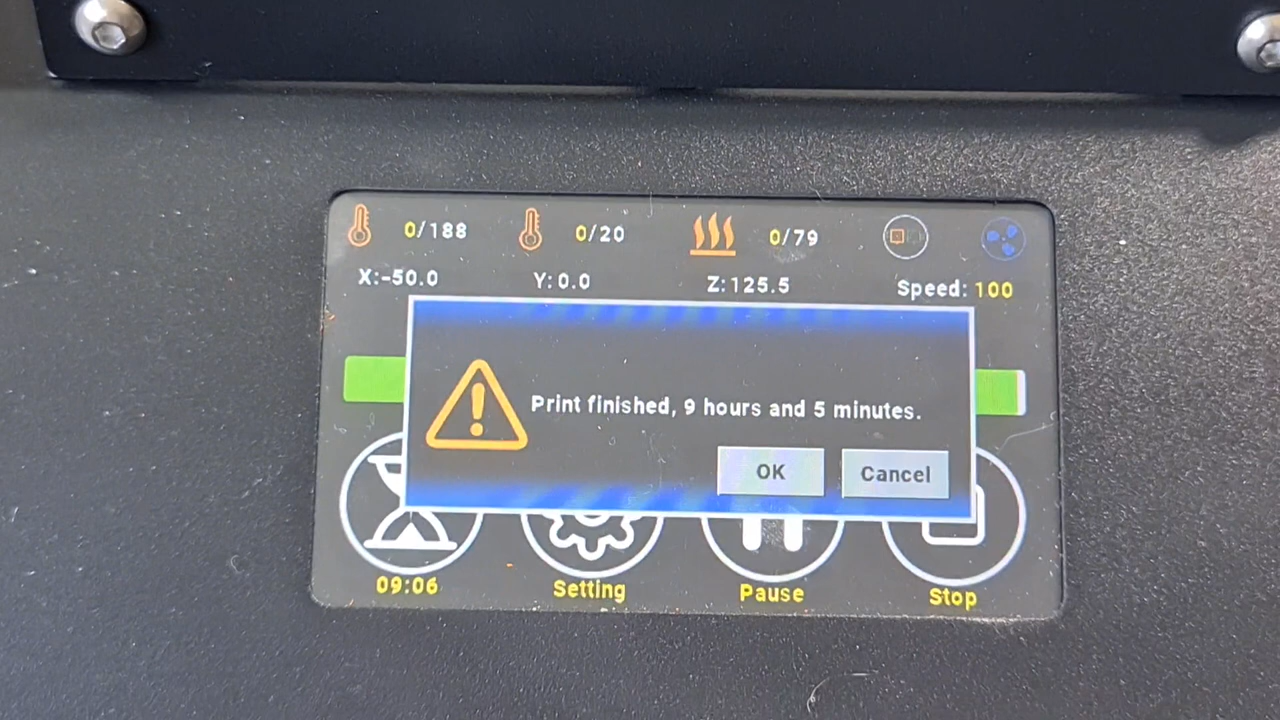 0/188 0/20 0/79
X:-50.0 Y:0.0 Z:125.5 Speed: 100
Print finished, 9 hours and 5 minutes.
OK Cancel
09:06 Setting Pause Stop